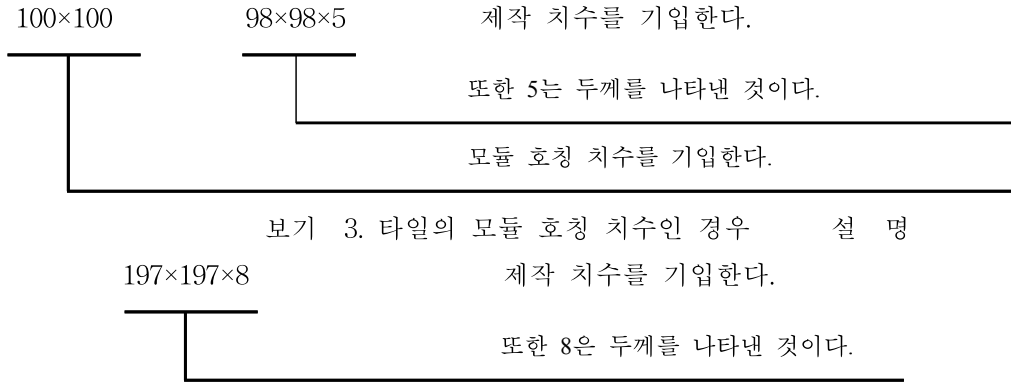 100×100 98×98×5 제작 치수를 기입한다.
또한 5는 두께를 나타낸 것이다.
모듈 호칭 치수를 기입한다.
보기 3. 타일의 모듈 호칭 치수인 경우 설 명
197×197×8 제작 치수를 기입한다.
또한 8은 두께를 나타낸 것이다.